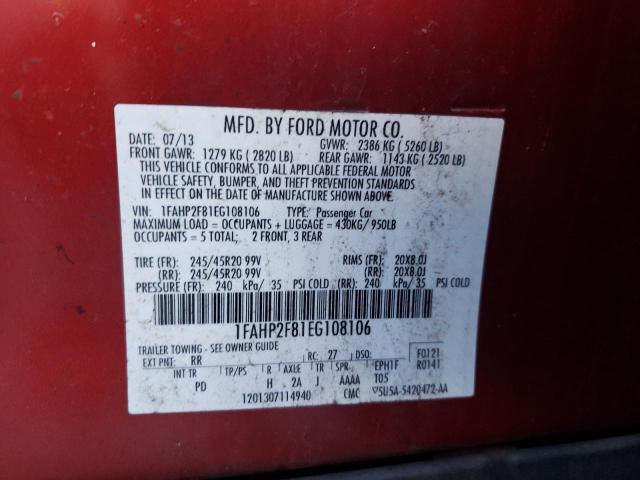 MFD. BY FORD MOTOR CO.
DATE: 07/13 GVWR: 2386 KG ( 5260 LB)
FRONT GAWR: 1279 KG ( 2820 LB) REAR GAWR: 1143 KG ( 2520 LB)
THIS VEHICLE CONFORMS TO ALL APPLICABLE FEDERAL MOTOR
VEHICLE SAFETY, BUMPER, AND THEFT PREVENTION STANDARDS
IN EFFECT ON THE DATE OF MANUFACTURE SHOWN ABOVE.
VIN: 1FAHP2F81EG108106 TYPE: Passenger Car
MAXIMUM LOAD = OCCUPANTS + LUGGAGE = 430KG/ 950LB
OCCUPANTS = 5 TOTAL; 2 FRONT, 3 REAR
TIRE (FR): 245/45R20 99V RIMS (FR): 20X8.0J
(RR): 245/45R20 99V (RR): 20X8.0J
PRESSURE (FR): 240 kPa/ 35 PSI COLD (RR): 240 kPa/ 35 PSI COLD
1FAHP2F81EG108106
TRAILER TOWING - SEE OWNER GUIDE
EXT PNT: RR RC: 27 DSO: F0121
R0141
INT TR TP/PS R AXLE TR SPR EPH1F
PD H 2A J AAAA T05
1201307114940 CMC ▽5U5A-5420472-AA